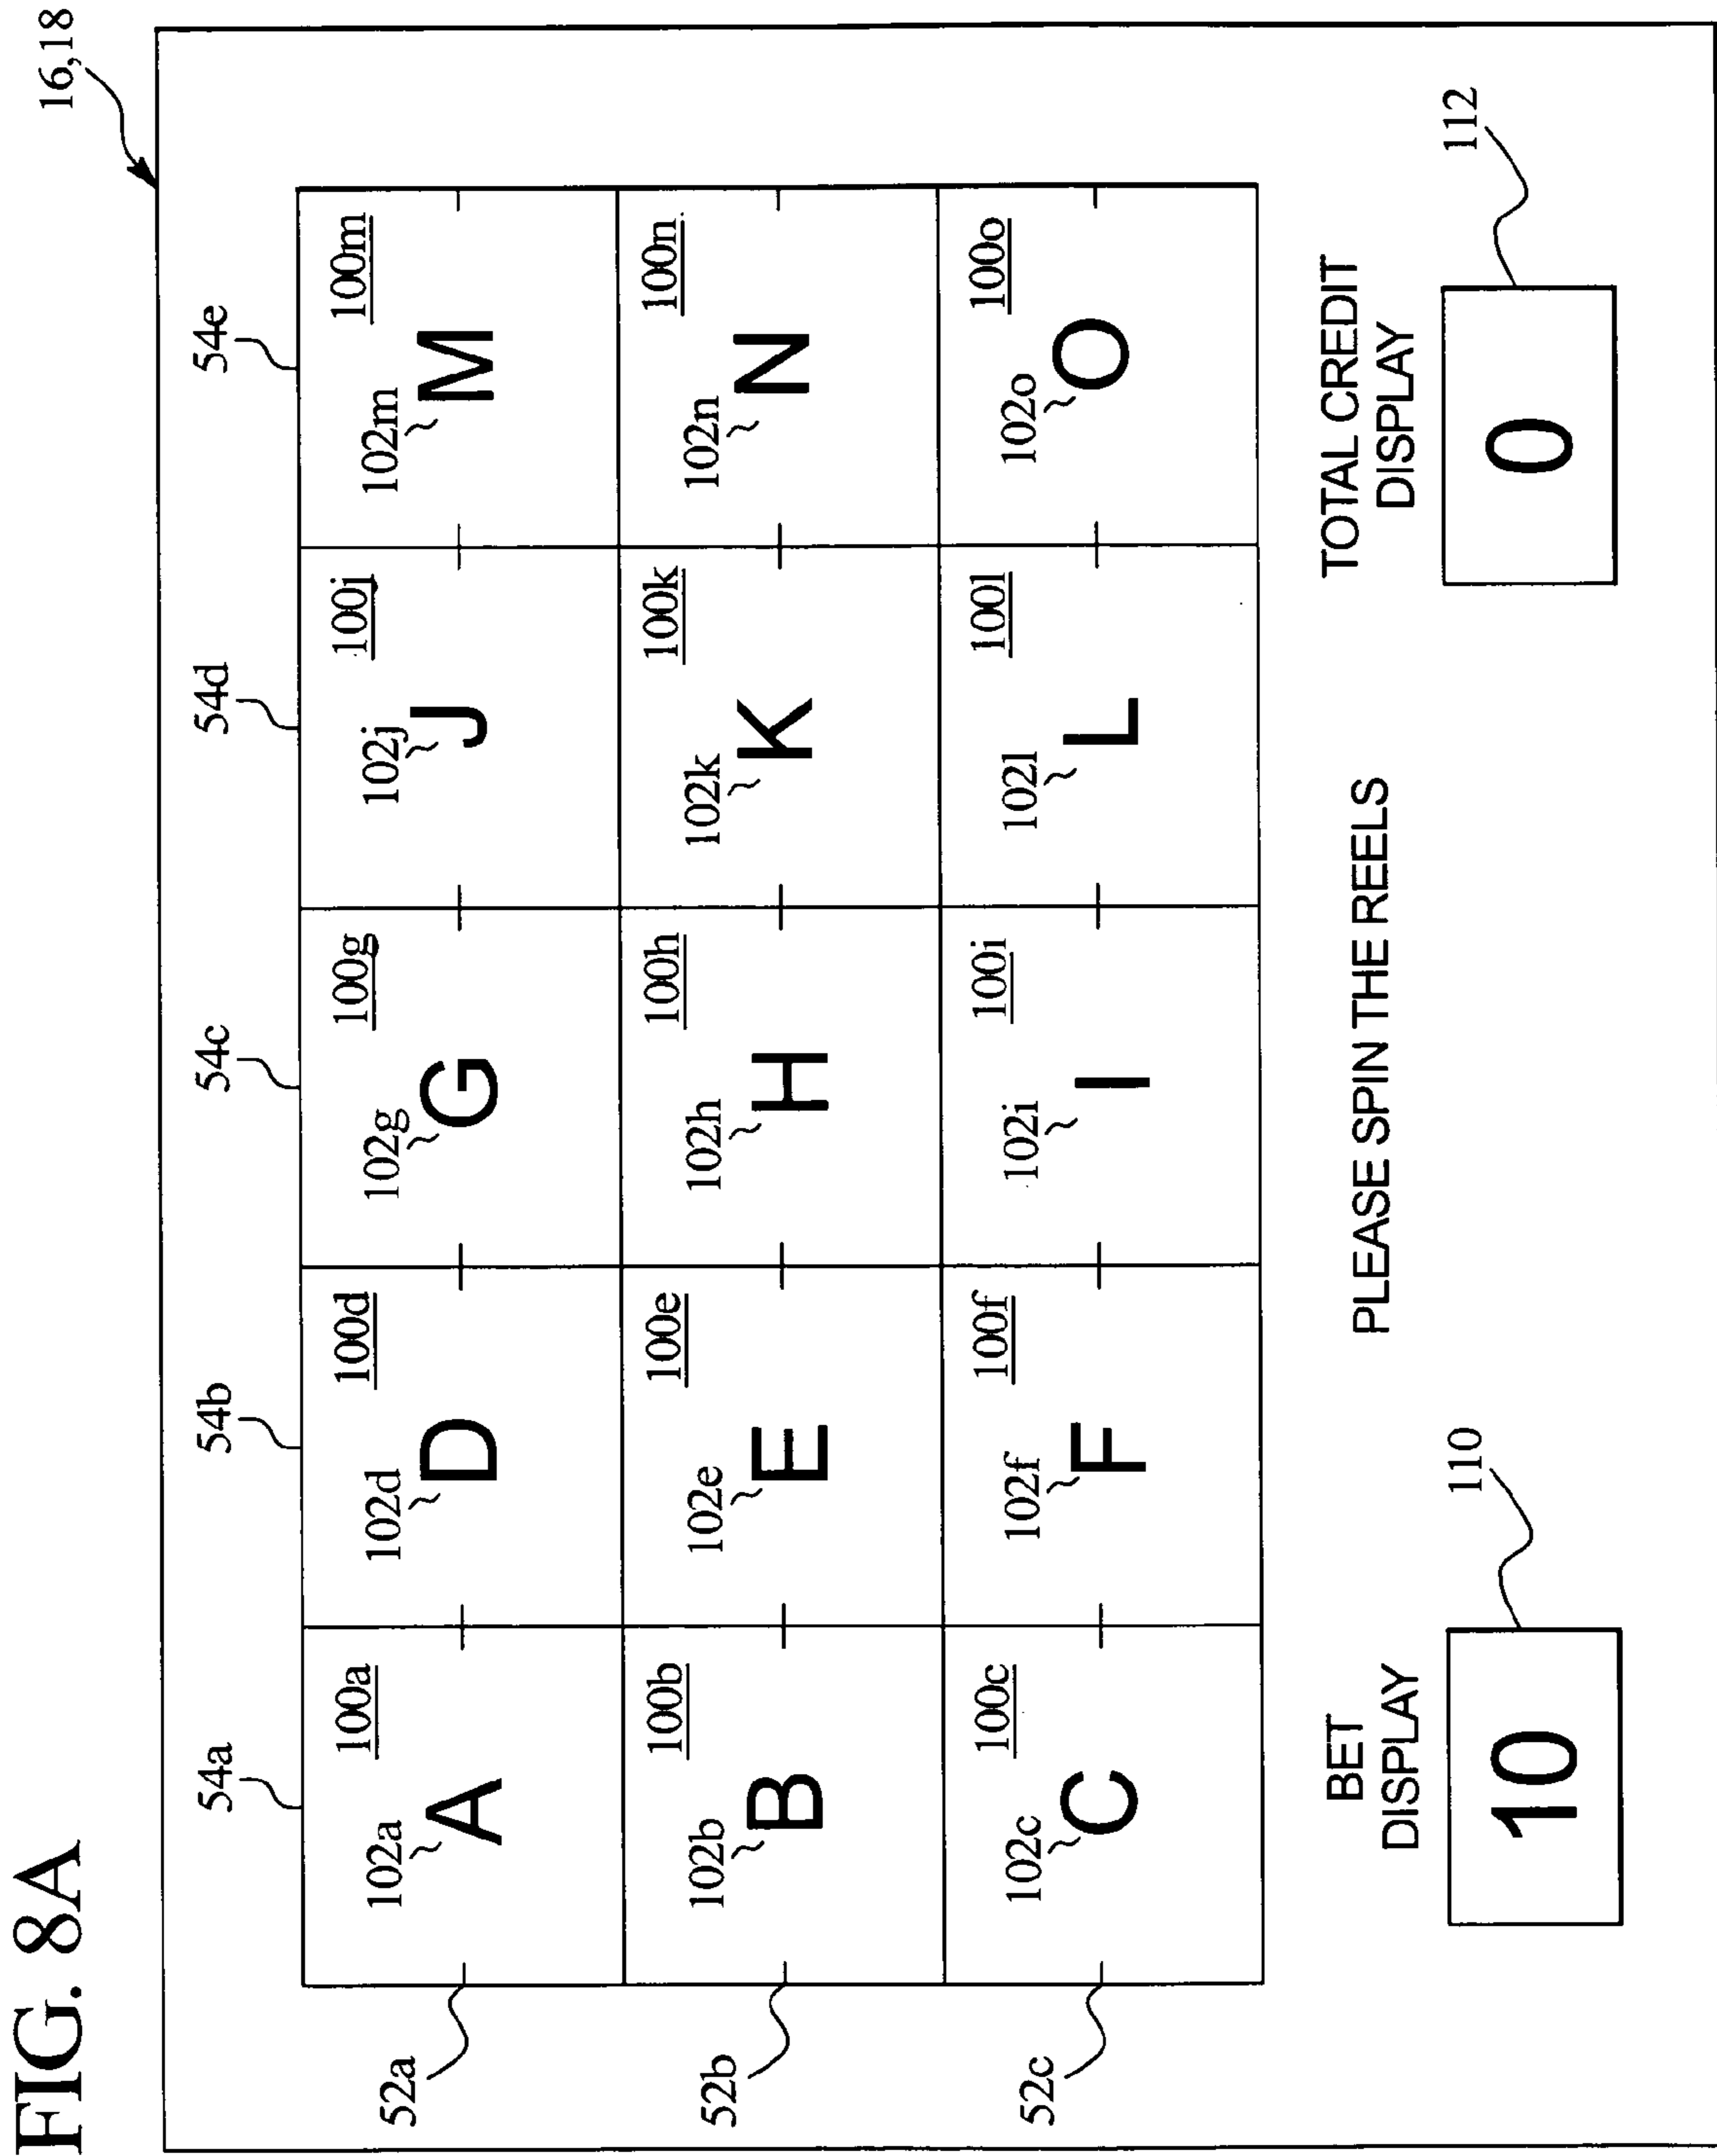 FIG. 8A
16,18
54a 54b 54c 54d 54e
100a 100d 100g 100j 100m
102a 102d 102g 102j 102m
52a A D G J M
100b 100e 100h 100k 100n
102b 102e 102h 102k 102n
52b B E H K N
100c 100f 100i 100l 100o
102c 102f 102i 102l 102o
52c C F I L O
BET
DISPLAY
110
10
PLEASE SPIN THE REELS
TOTAL CREDIT
DISPLAY
112
0